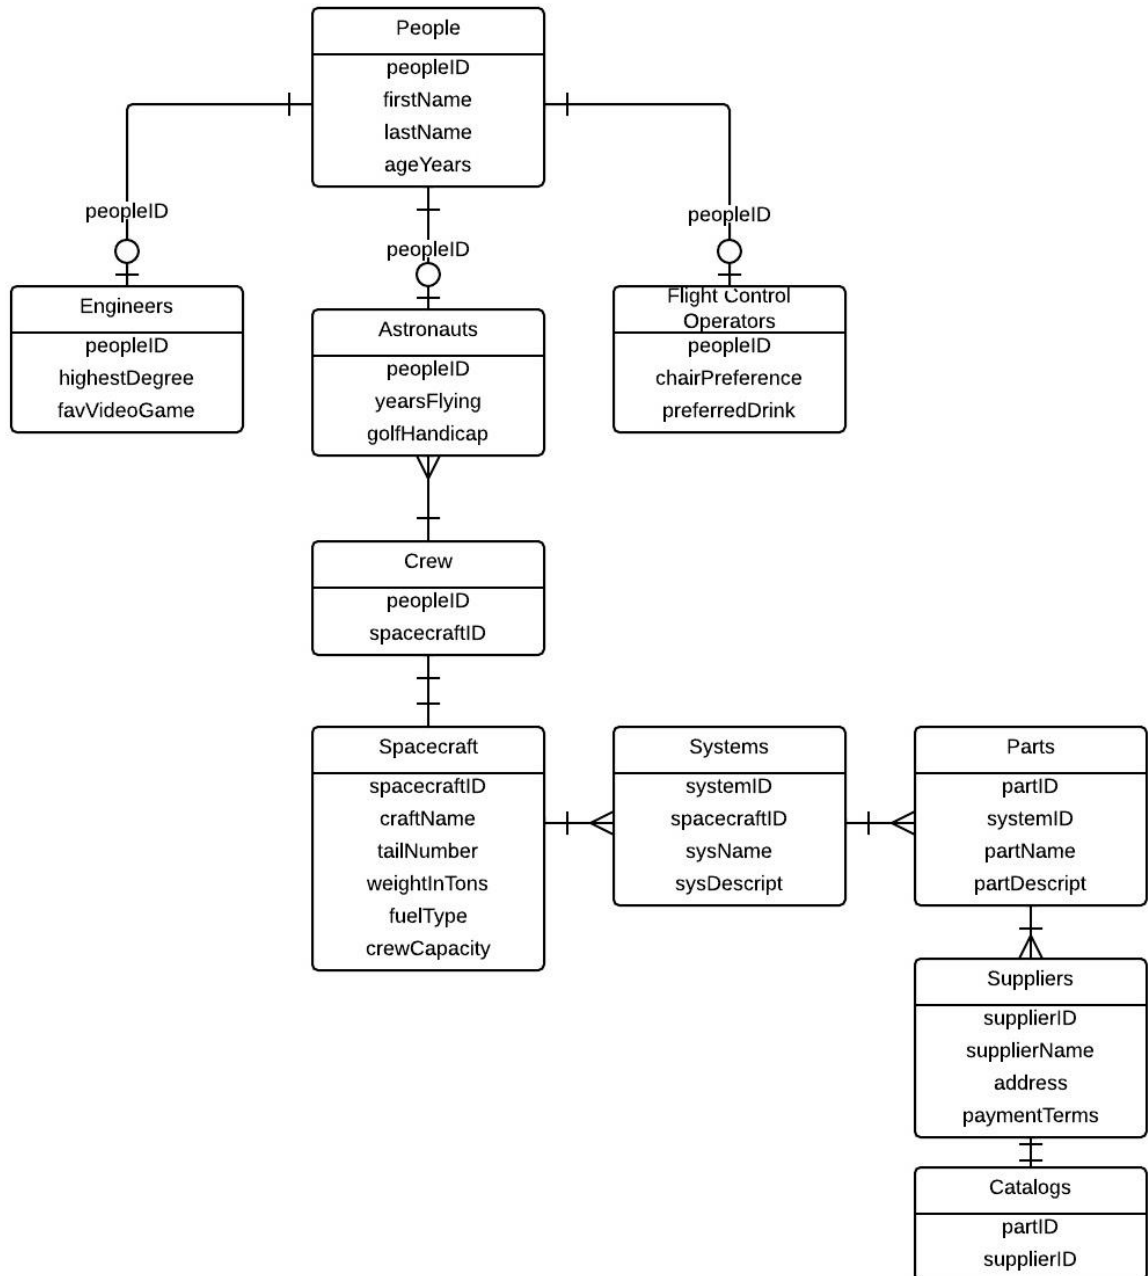 People
peopleID
firstName
lastName
ageYears
peopleID
peopleID
peopleID
Engineers
peopleID
highestDegree
favVideoGame
Astronauts
peopleID
yearsFlying
golfHandicap
Flight Control
Operators
peopleID
chairPreference
preferredDrink
Crew
peopleID
spacecraftID
Spacecraft
spacecraftID
craftName
tailNumber
weightInTons
fuelType
crewCapacity
Systems
systemID
spacecraftID
sysName
sysDescript
Parts
partID
systemID
partName
partDescript
Suppliers
supplierID
supplierName
address
paymentTerms
Catalogs
partID
supplierID